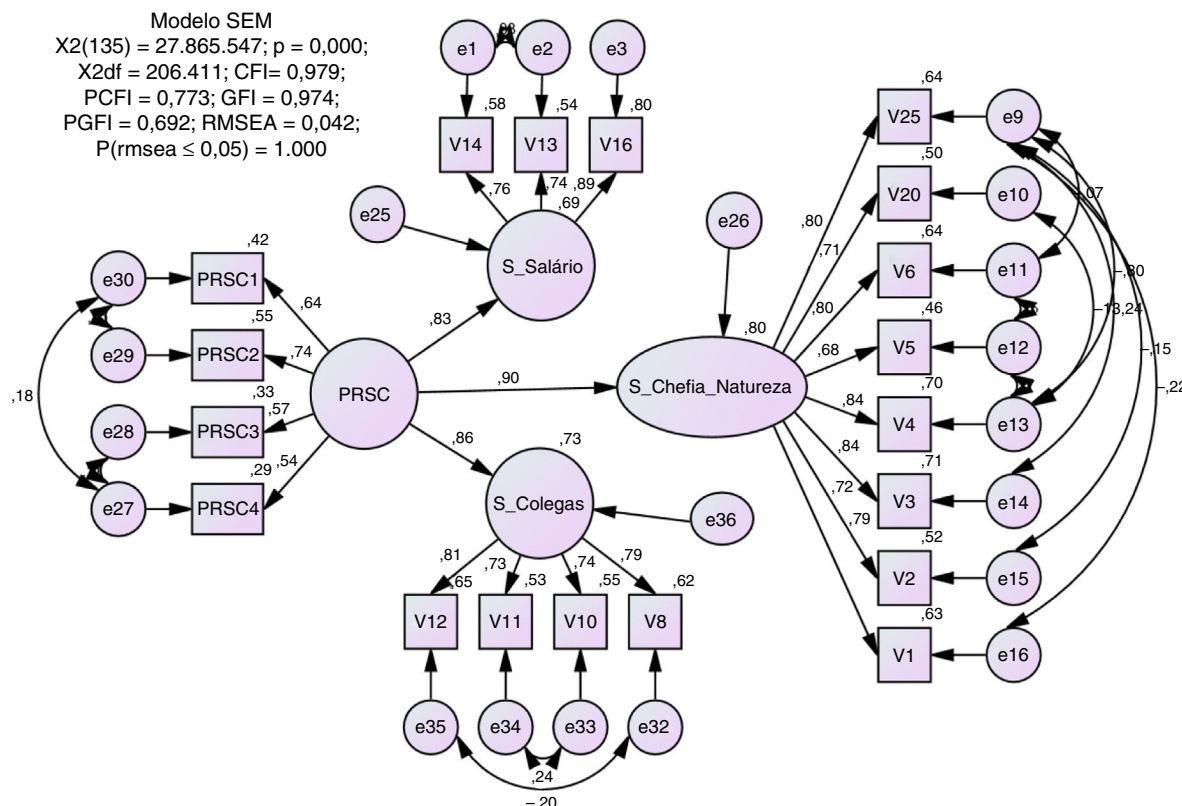 Modelo SEM
X2(135) = 27.865.547; p = 0,000;
X2df = 206.411; CFI= 0,979;
PCFI = 0,773; GFI = 0,974;
PGFI = 0,692; RMSEA = 0,042;
P(rmsea ≤ 0,05) = 1.000
e1
e2
e3
,58
,54
,80
V14
V13
V16
,76
,74
,89
,69
e25
S_Salário
e26
,42
e30
PRSC1
,64
,55
e29
PRSC2
,74
,33
,57
e28
PRSC3
,29
,54
e27
PRSC4
,18
PRSC
,83
,90
,86
,80
S_Chefia_Natureza
,73
S_Colegas
e36
,81
,73
,74
,79
,65
,53
,55
,62
V12
V11
V10
V8
e35
e34
e33
e32
,24
–,20
,64
V25
e9
,80
,50
V20
e10
,71
–,07
,64
V6
e11
,80
–,30
,46
V5
e12
,68
–,13
,24
–,15
,70
V4
e13
,84
–,22
,71
V3
e14
,84
,52
V2
e15
,72
,63
V1
e16
,79